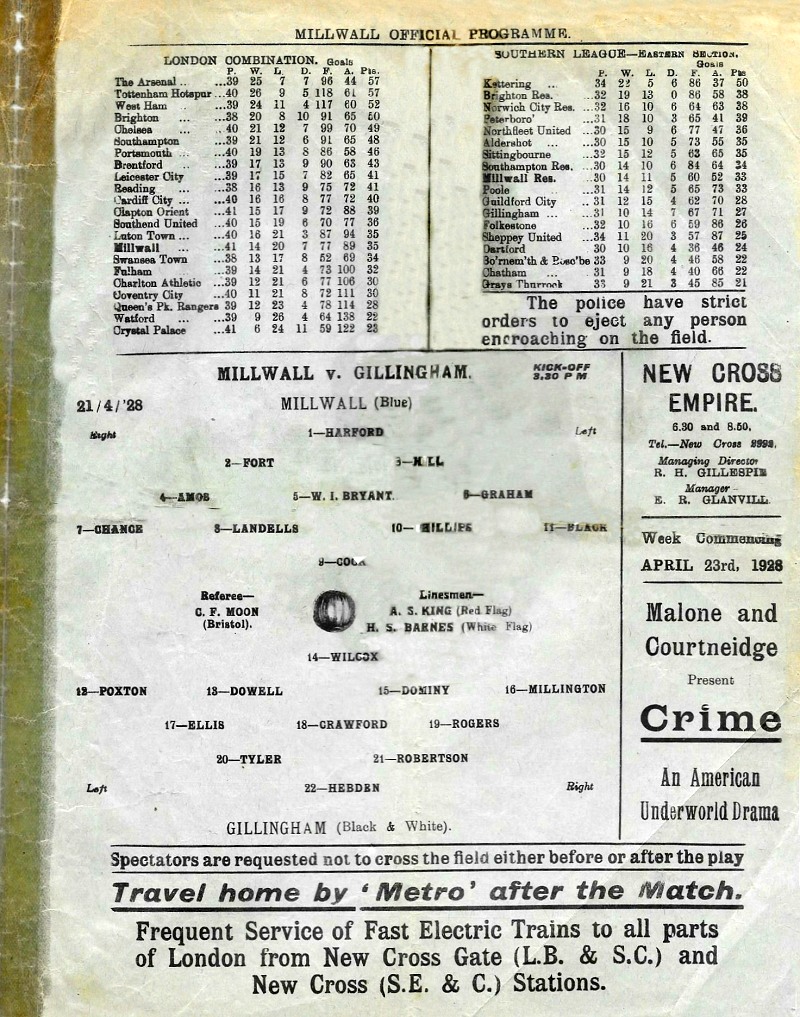 MILLWALL OFFICIAL PROGRAMME.
LONDON COMBINATION. Goals
P. W. L. D. F. A. Pts.
The Arsenal .. ...39 25 7 7 96 44 57
Tottenham Hotspur ...40 26 9 5 118 61 57
West Ham ...39 24 11 4 117 60 52
Brighton ... ...38 20 8 10 91 65 50
Chelsea ... ...40 21 12 7 99 70 49
Southampton ...39 21 12 6 91 65 48
Portsmouth ... ...40 19 13 8 86 58 46
Brentford ...39 17 13 9 90 63 43
Leicester City ...39 17 15 7 82 65 41
Reading ... ...38 16 13 9 75 72 41
Cardiff City ... ...40 16 16 8 77 72 40
Clapton Orient ...41 15 17 9 72 88 39
Southend United ...40 15 19 6 70 77 36
Luton Town ... ...40 16 21 3 87 94 35
Millwall ... ...41 14 20 7 77 89 35
Swansea Town ...38 13 17 8 52 69 34
Fulham ...39 14 21 4 73 100 32
Charlton Athletic ...39 12 21 6 77 106 30
Coventry City ...40 11 21 8 72 111 30
Queen's Pk. Rangers 39 12 23 4 78 114 28
Watford ... ...39 9 26 4 64 138 22
Crystal Palace ...41 6 24 11 59 122 23
SOUTHERN LEAGUE—EASTERN SECTION.
Goals
P. W. L. D. F. A. Pts
Kettering ... 34 5 6 86 37 50
Brighton Res. ...32 19 13 0 86 58 38
Norwich City Res. ...32 16 10 6 64 63 38
Peterboro' ...31 18 10 3 65 41 39
Northfleet United ...30 15 9 6 77 47 36
Aldershot ... ...30 15 10 5 73 55 35
Sittingbourne ...32 15 12 5 63 65 35
Southampton Res. ...30 14 10 6 84 64 34
Millwall Res. ...30 14 11 5 60 52 33
Poole ...31 14 12 5 65 73 33
Guildford City ...31 12 15 4 62 70 28
Gillingham ... ...31 10 14 7 67 71 27
Folkestone ...32 10 16 6 59 86 26
Sheppey United ...34 11 20 3 57 87 25
Dartford ...30 10 16 4 36 46 24
Bo'rnem'th & Bosc'be 33 9 20 4 46 58 22
Chatham ... ...31 9 18 4 40 66 22
Grays Thurrock ...33 9 21 3 45 85 21
The police have strict
orders to eject any person
encroaching on the field.
MILLWALL v. GILLINGHAM. KICK-OFF
3.30 P M
21/4/'28 MILLWALL (Blue)
Right 1—HARFORD Left
2—FORT 3—HILL
4—AMOS 5—W. I. BRYANT. 6—GRAHAM
7—CHANCE 8—LANDELLS 10—PHILLIPS 11—BLACK
9—COCK
Referee—
C. F. MOON
(Bristol).
Linesmen—
A. S. KING (Red Flag)
H. S. BARNES (White Flag)
14—WILCOX
12—POXTON 13—DOWELL 15—DOMINY 16—MILLINGTON
17—ELLIS 18—CRAWFORD 19—ROGERS
20—TYLER 21—ROBERTSON
Left 22—HEBDEN Right
GILLINGHAM (Black & White).
NEW CROSS
EMPIRE.
6.30 and 8.50,
Tel.—New Cross
Managing Director
R. H. GILLESPIE
Manager—
E. R. GLANVILL.
Week Commencing
APRIL 23rd, 1928
Malone and
Courtneidge
Present
Crime
An American
Underworld Drama
Spectators are requested not to cross the field either before or after the play
Travel home by 'Metro' after the Match.
Frequent Service of Fast Electric Trains to all parts
of London from New Cross Gate (L.B. & S.C.) and
New Cross (S.E. & C.) Stations.